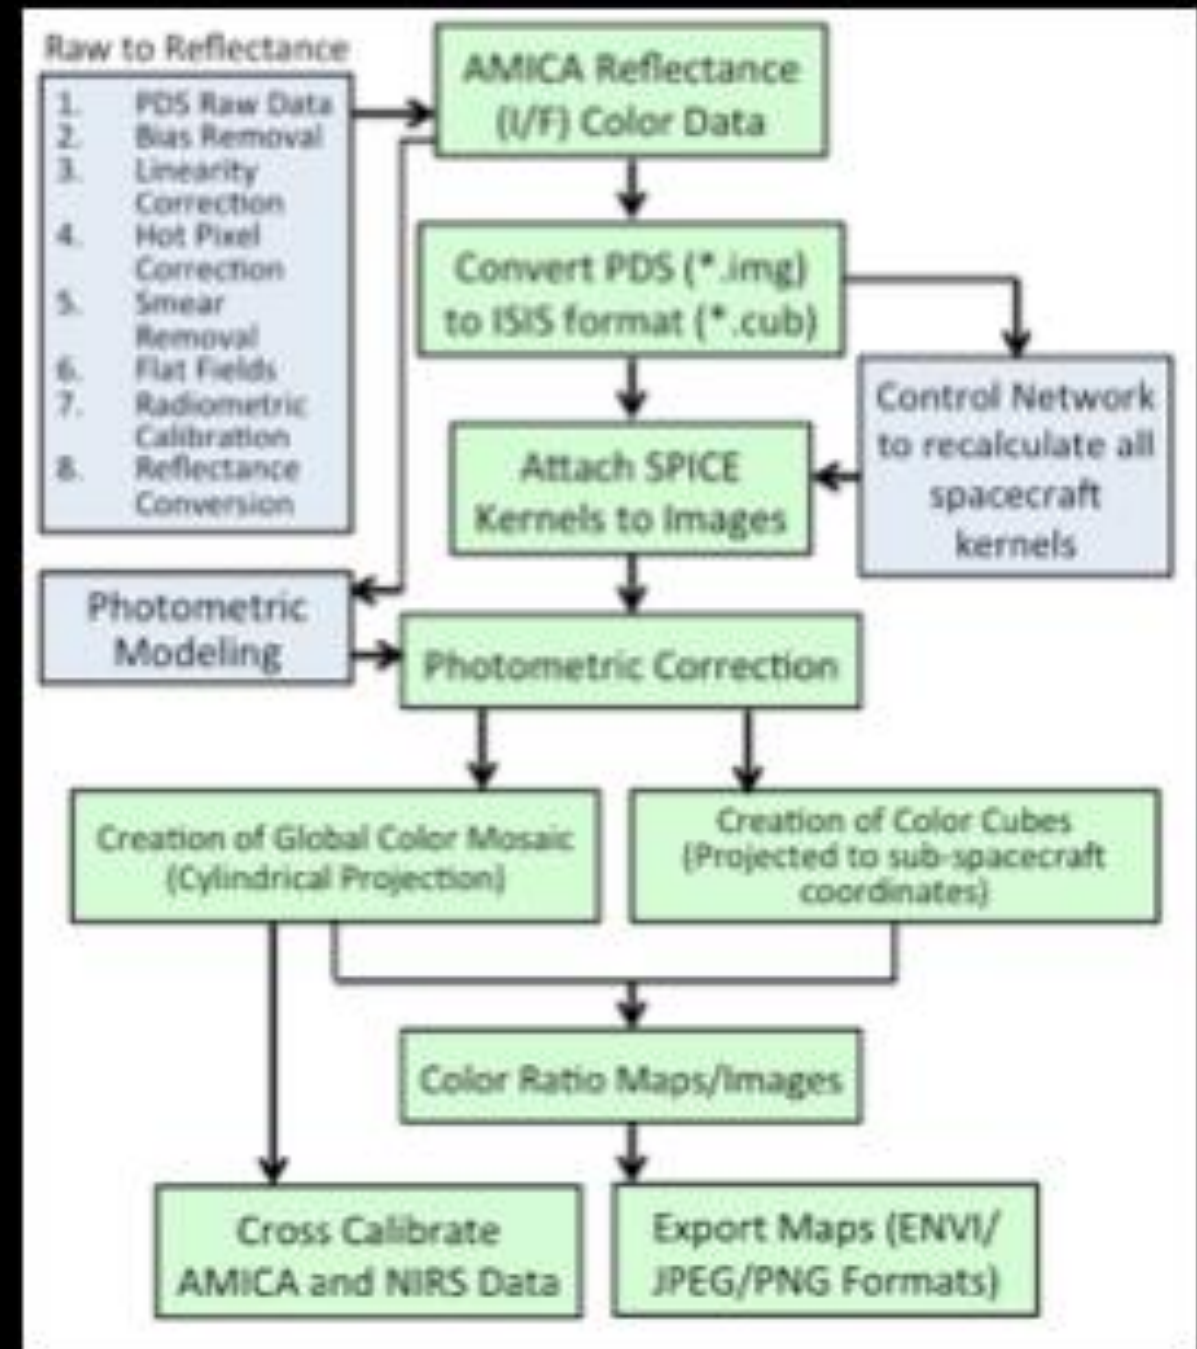 Raw to Reflectance
1. PDS Raw Data
2. Bias Removal
3. Linearity
Correction
4. Hot Pixel
Correction
5. Smear
Removal
6. Flat Fields
7. Radiometric
Calibration
8. Reflectance
Conversion
AMICA Reflectance
(I/F) Color Data
Convert PDS (*.img)
to ISIS format (*.cub)
Control Network
to recalculate all
spacecraft
kernels
Attach SPICE
Kernels to Images
Photometric
Modeling
Photometric Correction
Creation of Global Color Mosaic
(Cylindrical Projection)
Creation of Color Cubes
(Projected to sub-spacecraft
coordinates)
Color Ratio Maps/Images
Cross Calibrate
AMICA and NIRS Data
Export Maps (ENVI/
JPEG/PNG Formats)